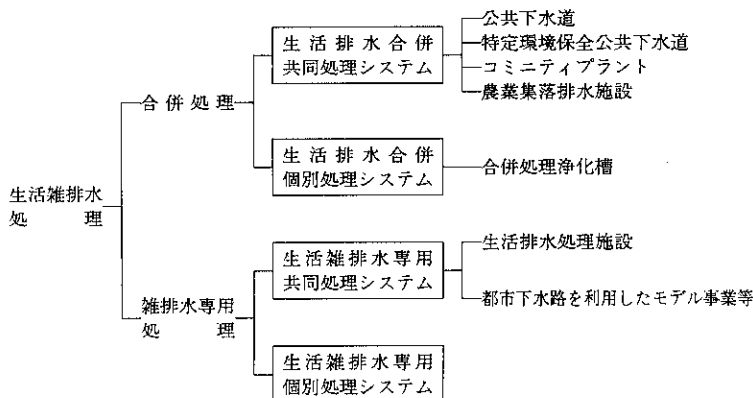 生活雑排水
処理
合併処理
雑排水専用
処理
生活排水合併
共同処理システム
公共下水道
特定環境保全公共下水道
コミニティプラント
農業集落排水施設
生活排水合併
個別処理システム
合併処理浄化槽
生活雑排水専用
共同処理システム
生活排水処理施設
都市下水路を利用したモデル事業等
生活雑排水専用
個別処理システム